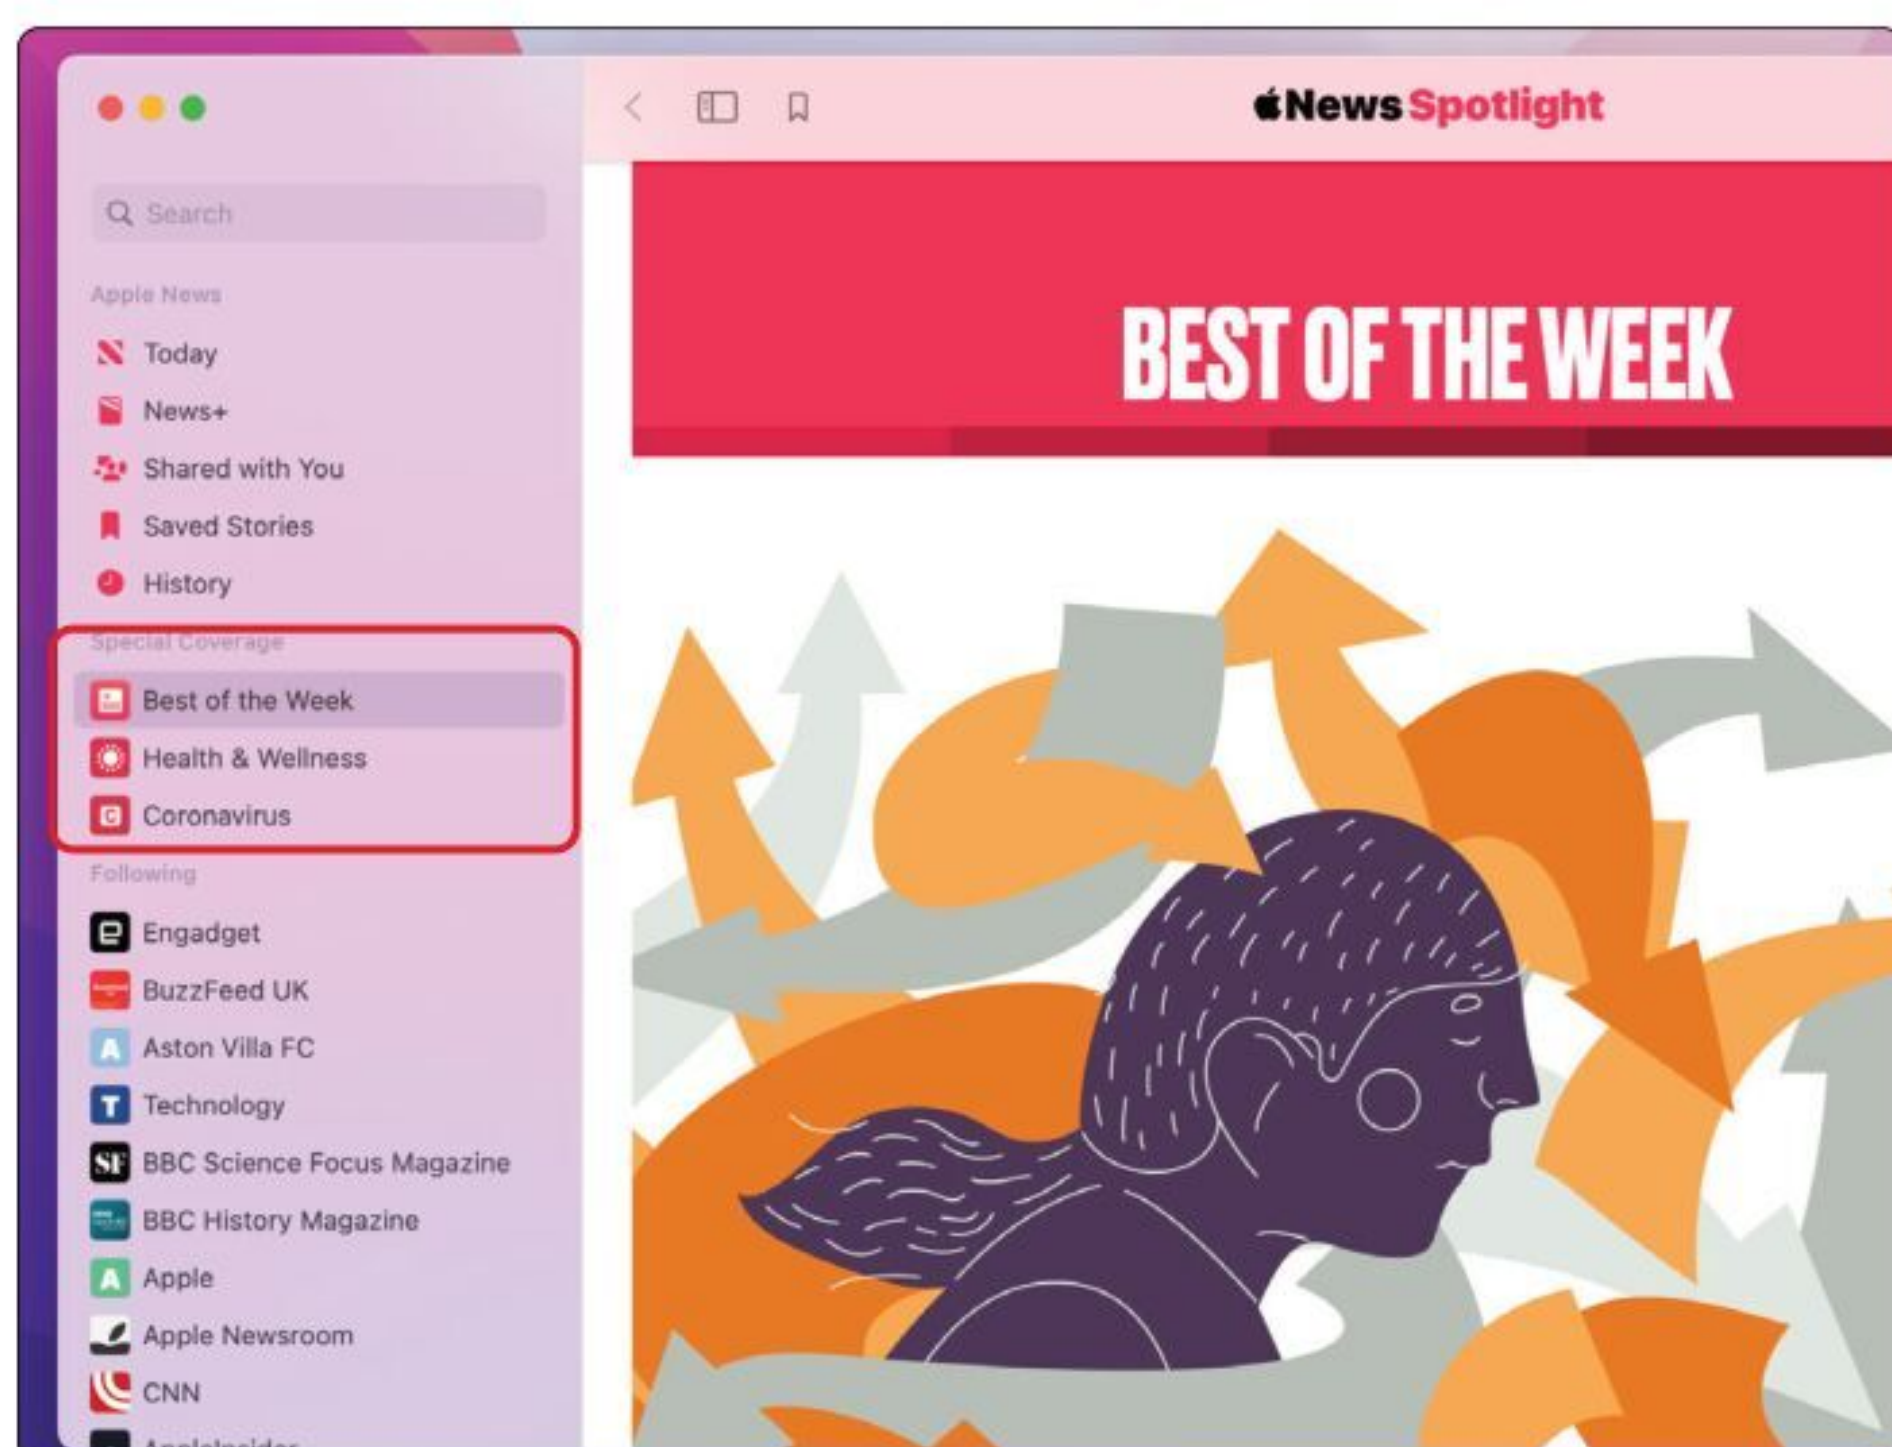 News Spotlight
Search
Apple News
Today
News+
Shared with You
Saved Stories
History
Special Coverage
Best of the Week
Health & Wellness
Coronavirus
Following
Engadget
BuzzFeed UK
Aston Villa FC
Technology
BBC Science Focus Magazine
BBC History Magazine
Apple
Apple Newsroom
CNN
BEST OF THE WEEK